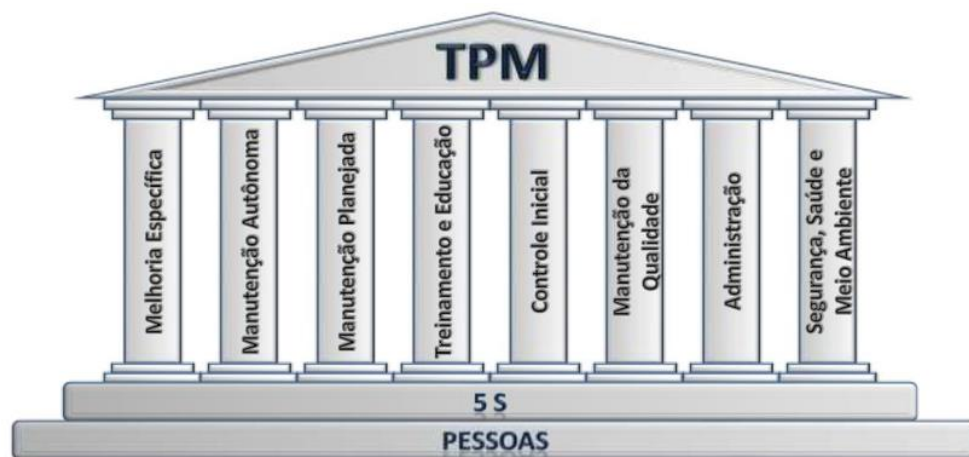 TPM
Melhoria Específica
Manutenção Autônoma
Manutenção Planejada
Treinamento e Educação
Controle Inicial
Manutenção da
Qualidade
Administração
Segurança, Saúde e
Meio Ambiente
5 S
PESSOAS